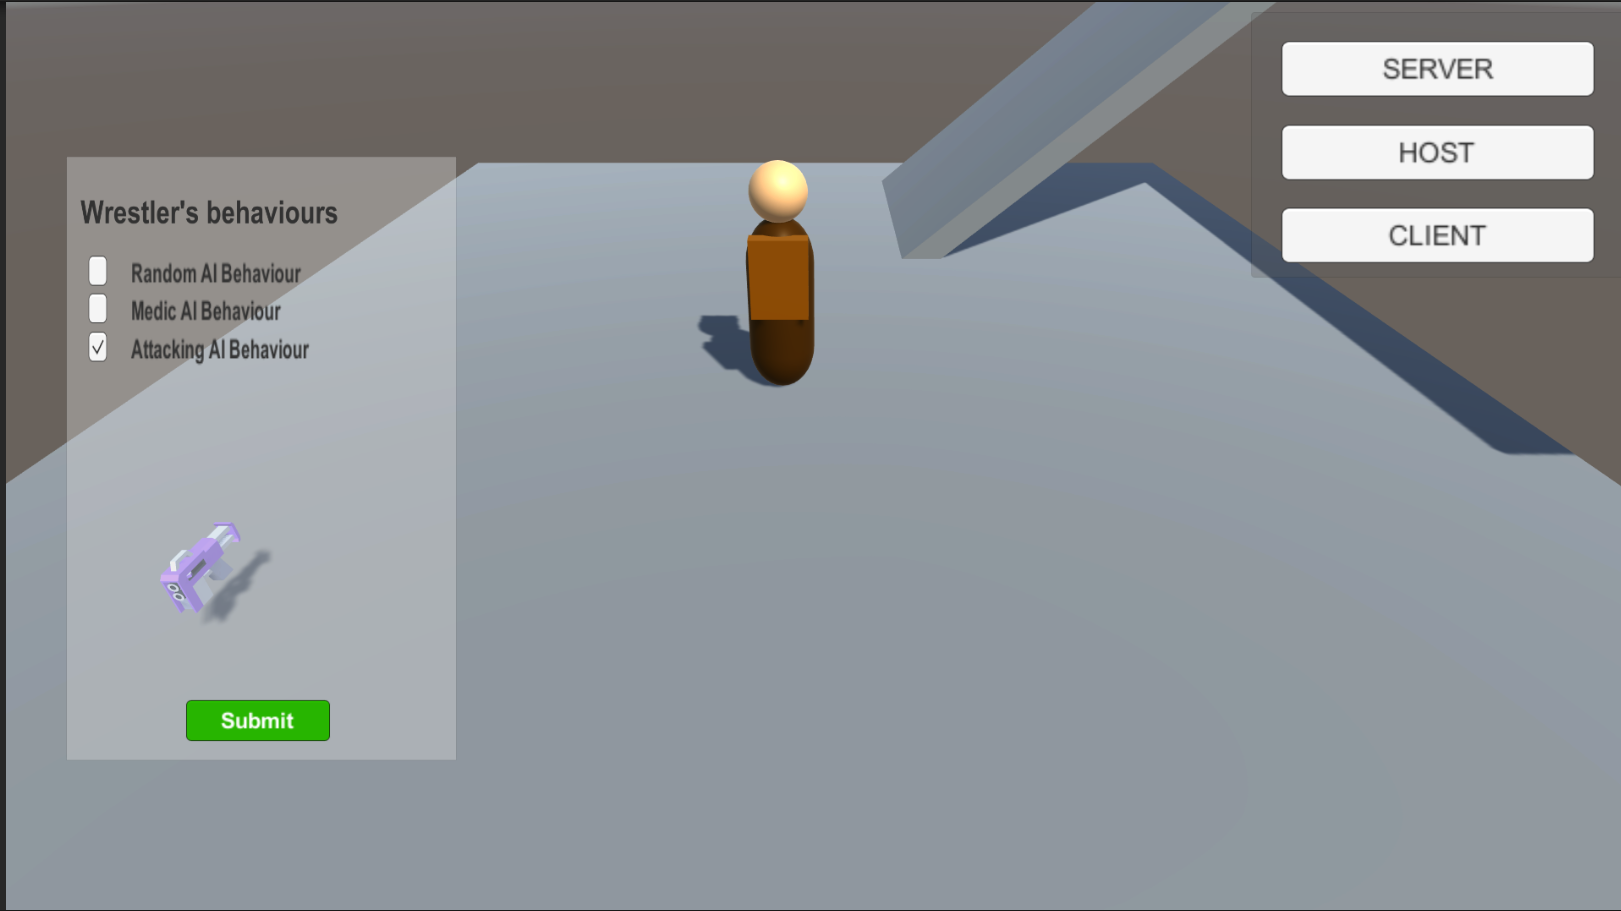 SERVER
HOST
CLIENT
Wrestler's behaviours
Random AI Behaviour
Medic AI Behaviour
Attacking AI Behaviour
Submit